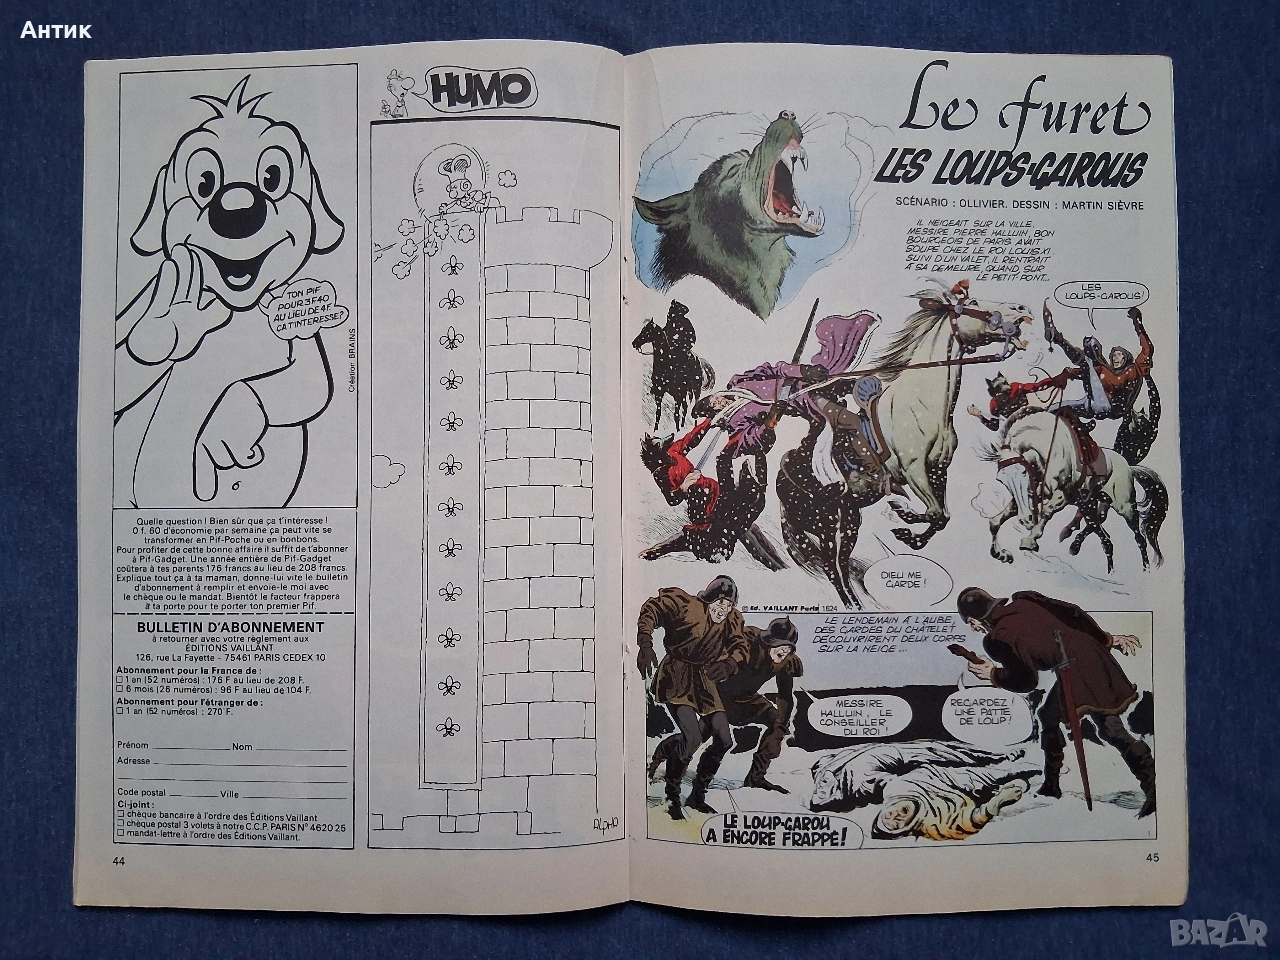 Антик
TON PIF
POUR 3F40
AU LIEU DE 4F.
ÇA T'INTERESSE?
Création: BRAINS
Quelle question! Bien sûr que ça t'intéresse!
0 f. 60 d'économie par semaine ça peut vite se
transformer en Pif-Poche ou en bonbons.
Pour profiter de cette bonne affaire il suffit de t'abonner
à Pif-Gadget. Une année entière de Pif-Gadget
coûtera à tes parents 176 francs au lieu de 208 francs.
Explique tout ça à ta maman, donne-lui vite le bulletin
d'abonnement à remplir et envoie-le moi avec
le chèque ou le mandat. Bientôt le facteur frappera
à ta porte pour te porter ton premier Pif.
BULLETIN D'ABONNEMENT
à retourner avec votre règlement aux
ÉDITIONS VAILLANT
126, rue La Fayette - 75461 PARIS CEDEX 10
Abonnement pour la France de :
1 an (52 numéros) : 176 F au lieu de 208 F.
6 mois (26 numéros) : 96 F au lieu de 104 F.
Abonnement pour l'étranger de :
1 an (52 numéros) : 270 F.
Prénom Nom
Adresse
Code postal Ville
Ci-joint :
chèque bancaire à l'ordre des Éditions Vaillant
chèque postal 3 volets à notre C.C.P. PARIS N° 4620 25
mandat-lettre à l'ordre des Éditions Vaillant.
44
HUMO
ALPHO
Le furet
LES LOUPS-GAROUS
SCÉNARIO : OLLIVIER. DESSIN : MARTIN SIÈVRE
IL NEIGEAIT SUR LA VILLE.
MESSIRE PIERRE HALLUIN, BON
BOURGEOIS DE PARIS AVAIT
SOUPÉ CHEZ LE ROI LOUIS XI.
SUIVI D'UN VALET, IL RENTRAIT
A SA DEMEURE, QUAND, SUR
LE PETIT-PONT...
LES
LOUPS-GAROUS!
DIEU ME
GARDE!
© Ed. VAILLANT Paris 1624
LE LENDEMAIN A L'AUBE,
DES GARDES DU CHÂTELET
DÉCOUVRIRENT DEUX CORPS
SUR LA NEIGE...
MESSIRE
HALLUIN, LE
CONSEILLER
DU ROI!
REGARDEZ!
UNE PATTE
DE LOUP!
LE LOUP-GAROU
A ENCORE FRAPPÉ!
45
BAZAR